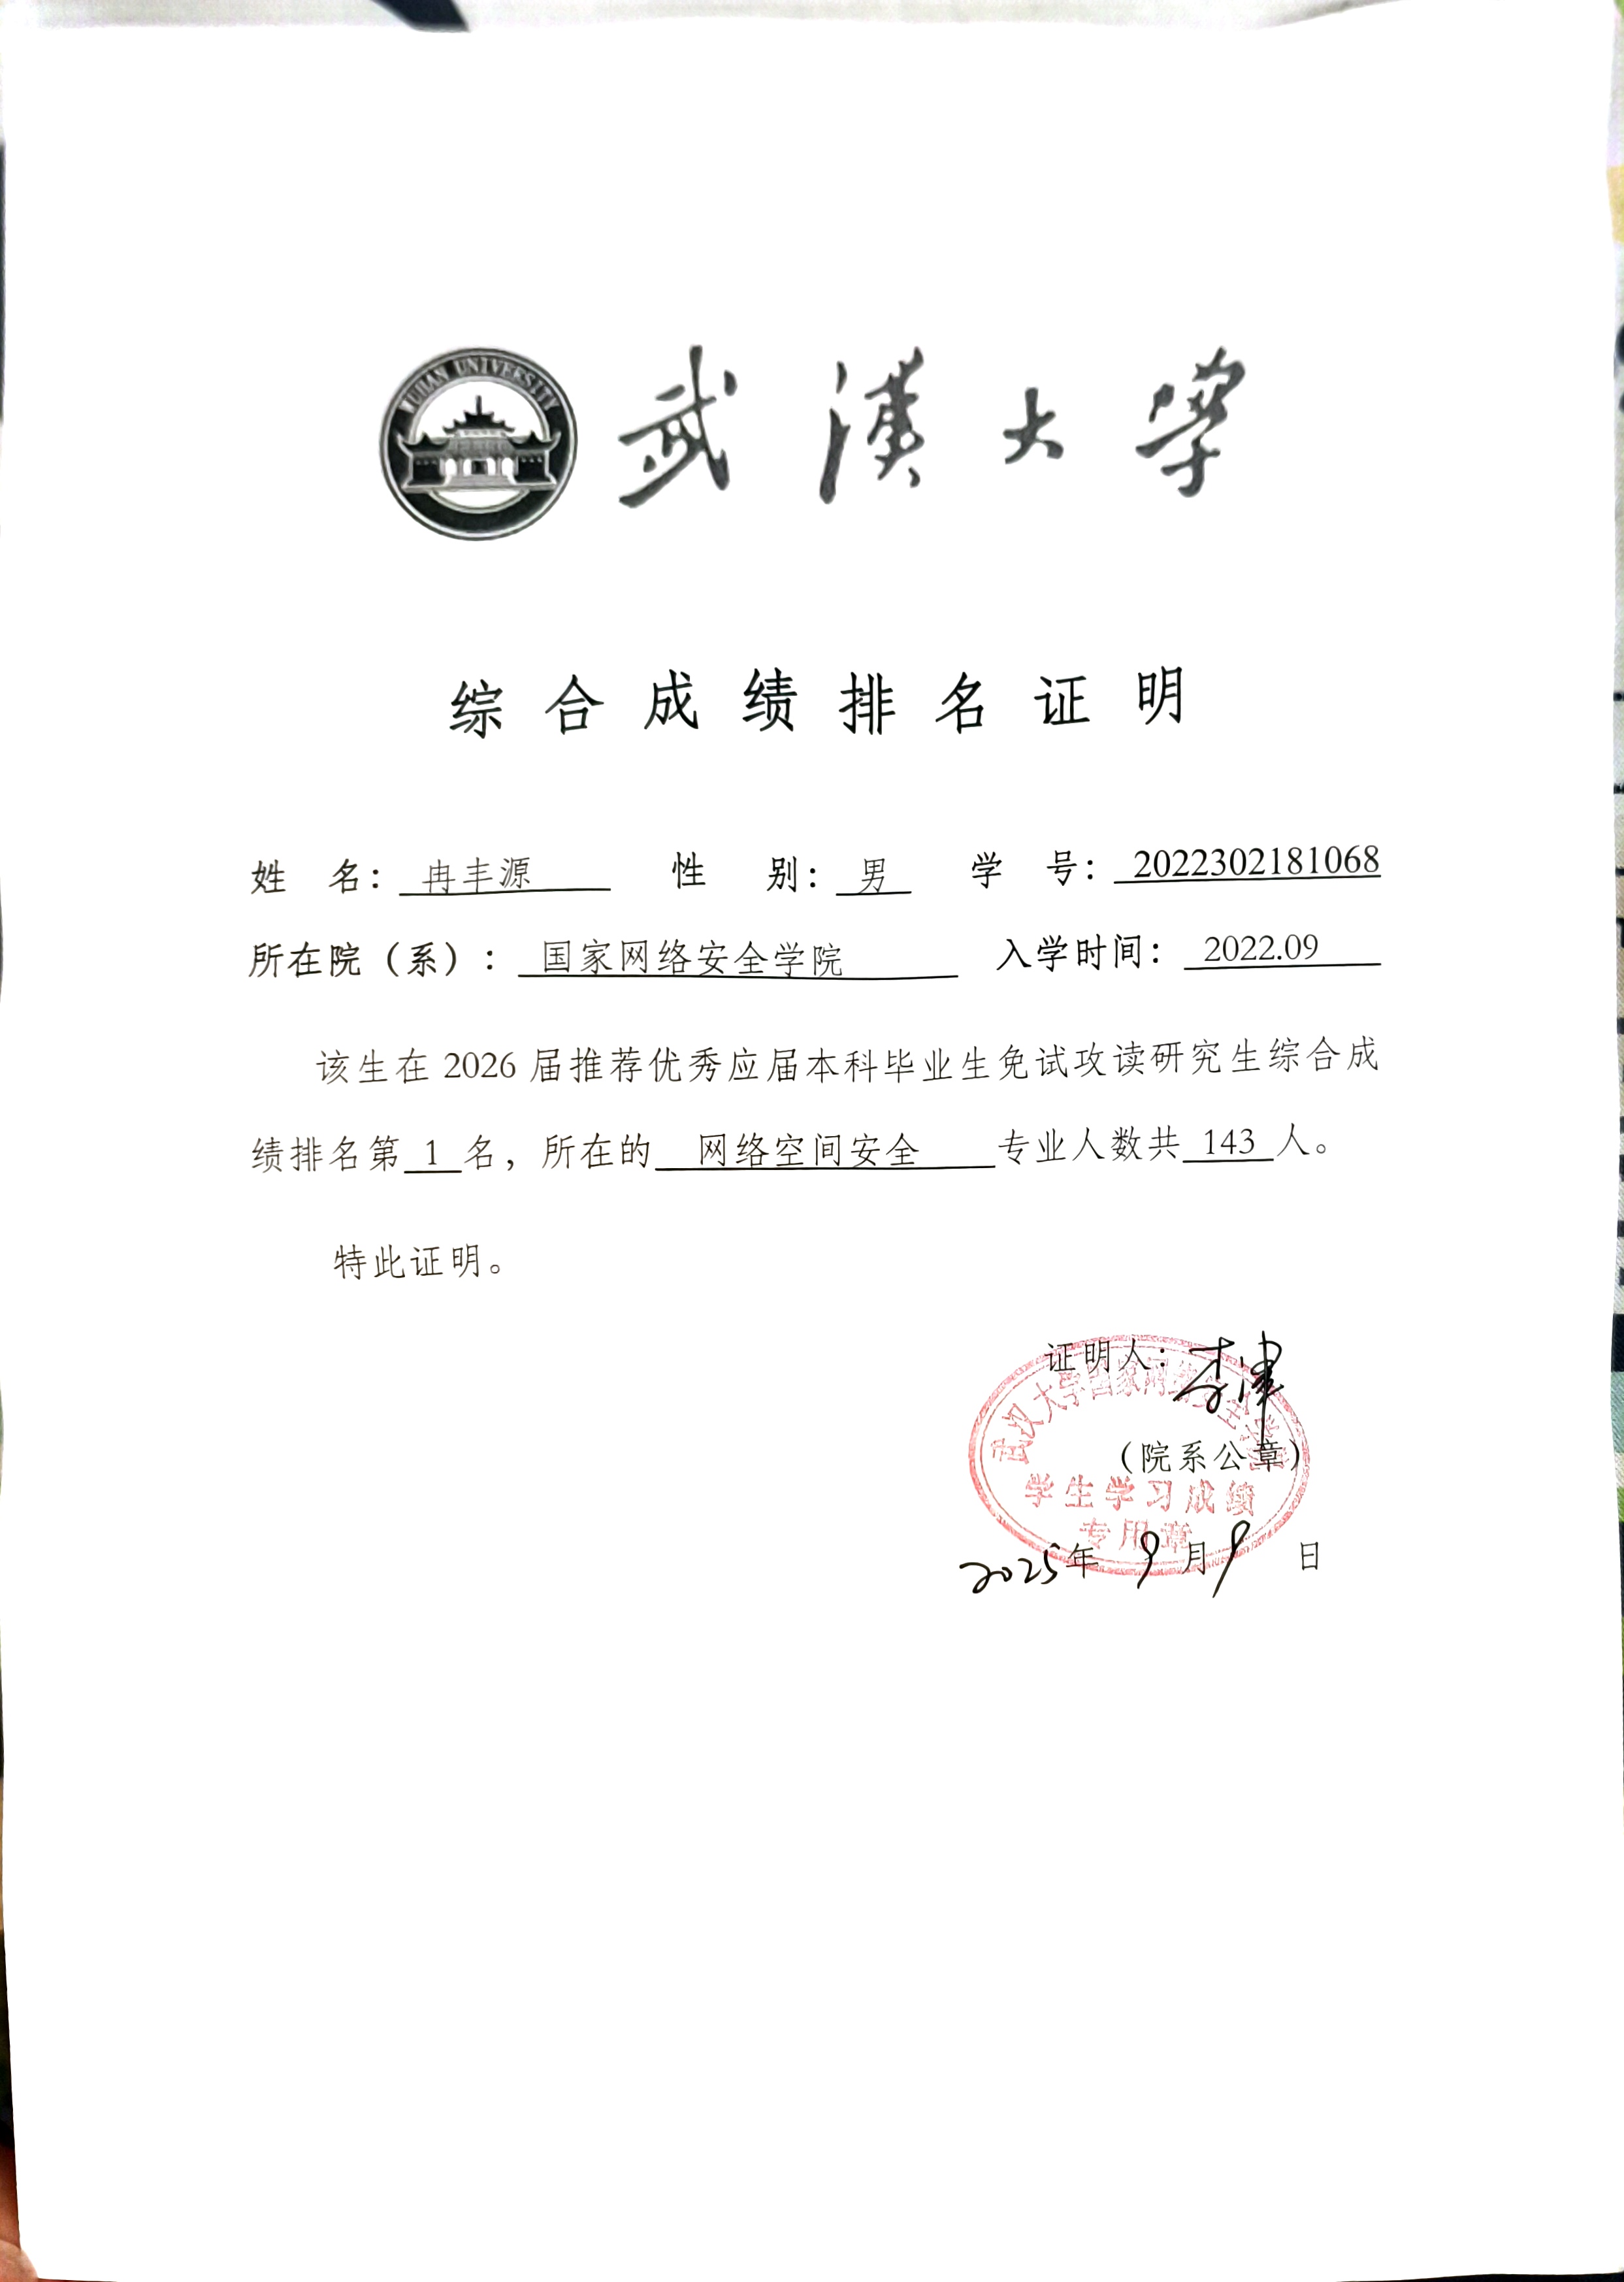 WUHAN UNIVERSITY
武漢大学
综合成绩排名证明
姓 名： 冉丰源 性 别： 男 学 号： 2022302181068
所在院（系）： 国家网络安全学院 入学时间： 2022.09
该生在 2026 届推荐优秀应届本科毕业生免试攻读研究生综合成
绩排名第 1 名，所在的 网络空间安全 专业人数共 143 人。
特此证明。
证明人：李津
武汉大学国家网络安全学院
（院系公章）
学生学习成绩
专用章
2025年 9 月 9 日